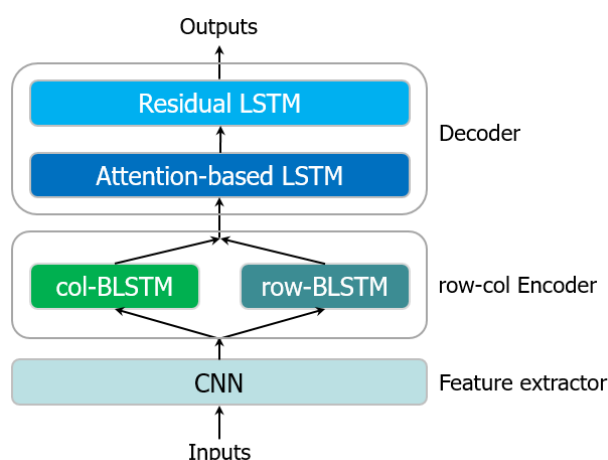 Outputs
Residual LSTM
Decoder
Attention-based LSTM
col-BLSTM
row-BLSTM
row-col Encoder
CNN
Feature extractor
Inputs